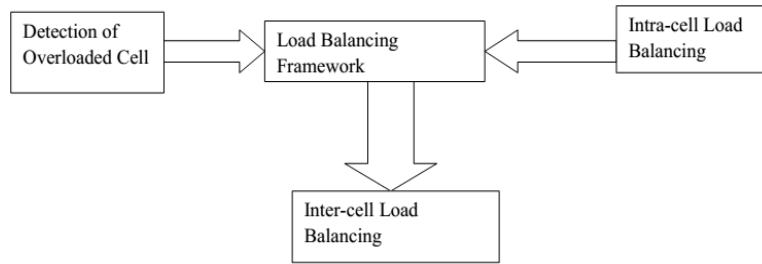 Detection of
Overloaded Cell
Load Balancing
Framework
Intra-cell Load
Balancing
Inter-cell Load
Balancing